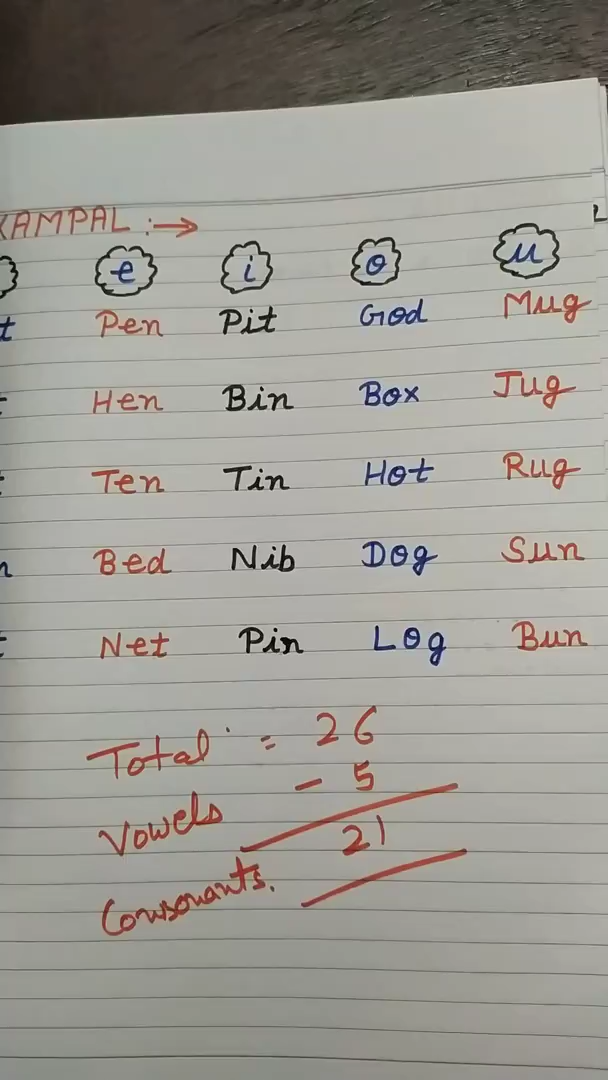 XAMPAL :→
e i o u
t Pen Pit God Mug
Hen Bin Box Jug
Ten Tin Hot Rug
n Bed Nib Dog Sun
t Net Pin Log Bun
Total = 26
Vowels - 5
Consonants. 21